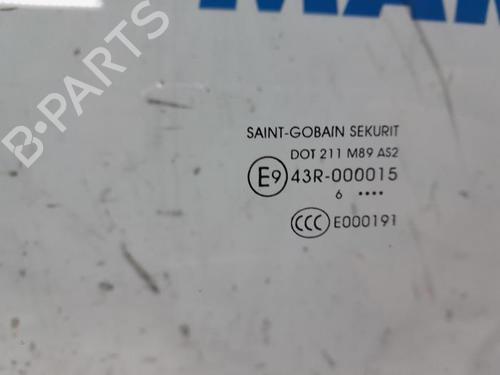 SAINT-GOBAIN SEKURIT
DOT 211 M89 AS2
E9 43R-000015
6 ••••
CCC E000191
B-PARTS